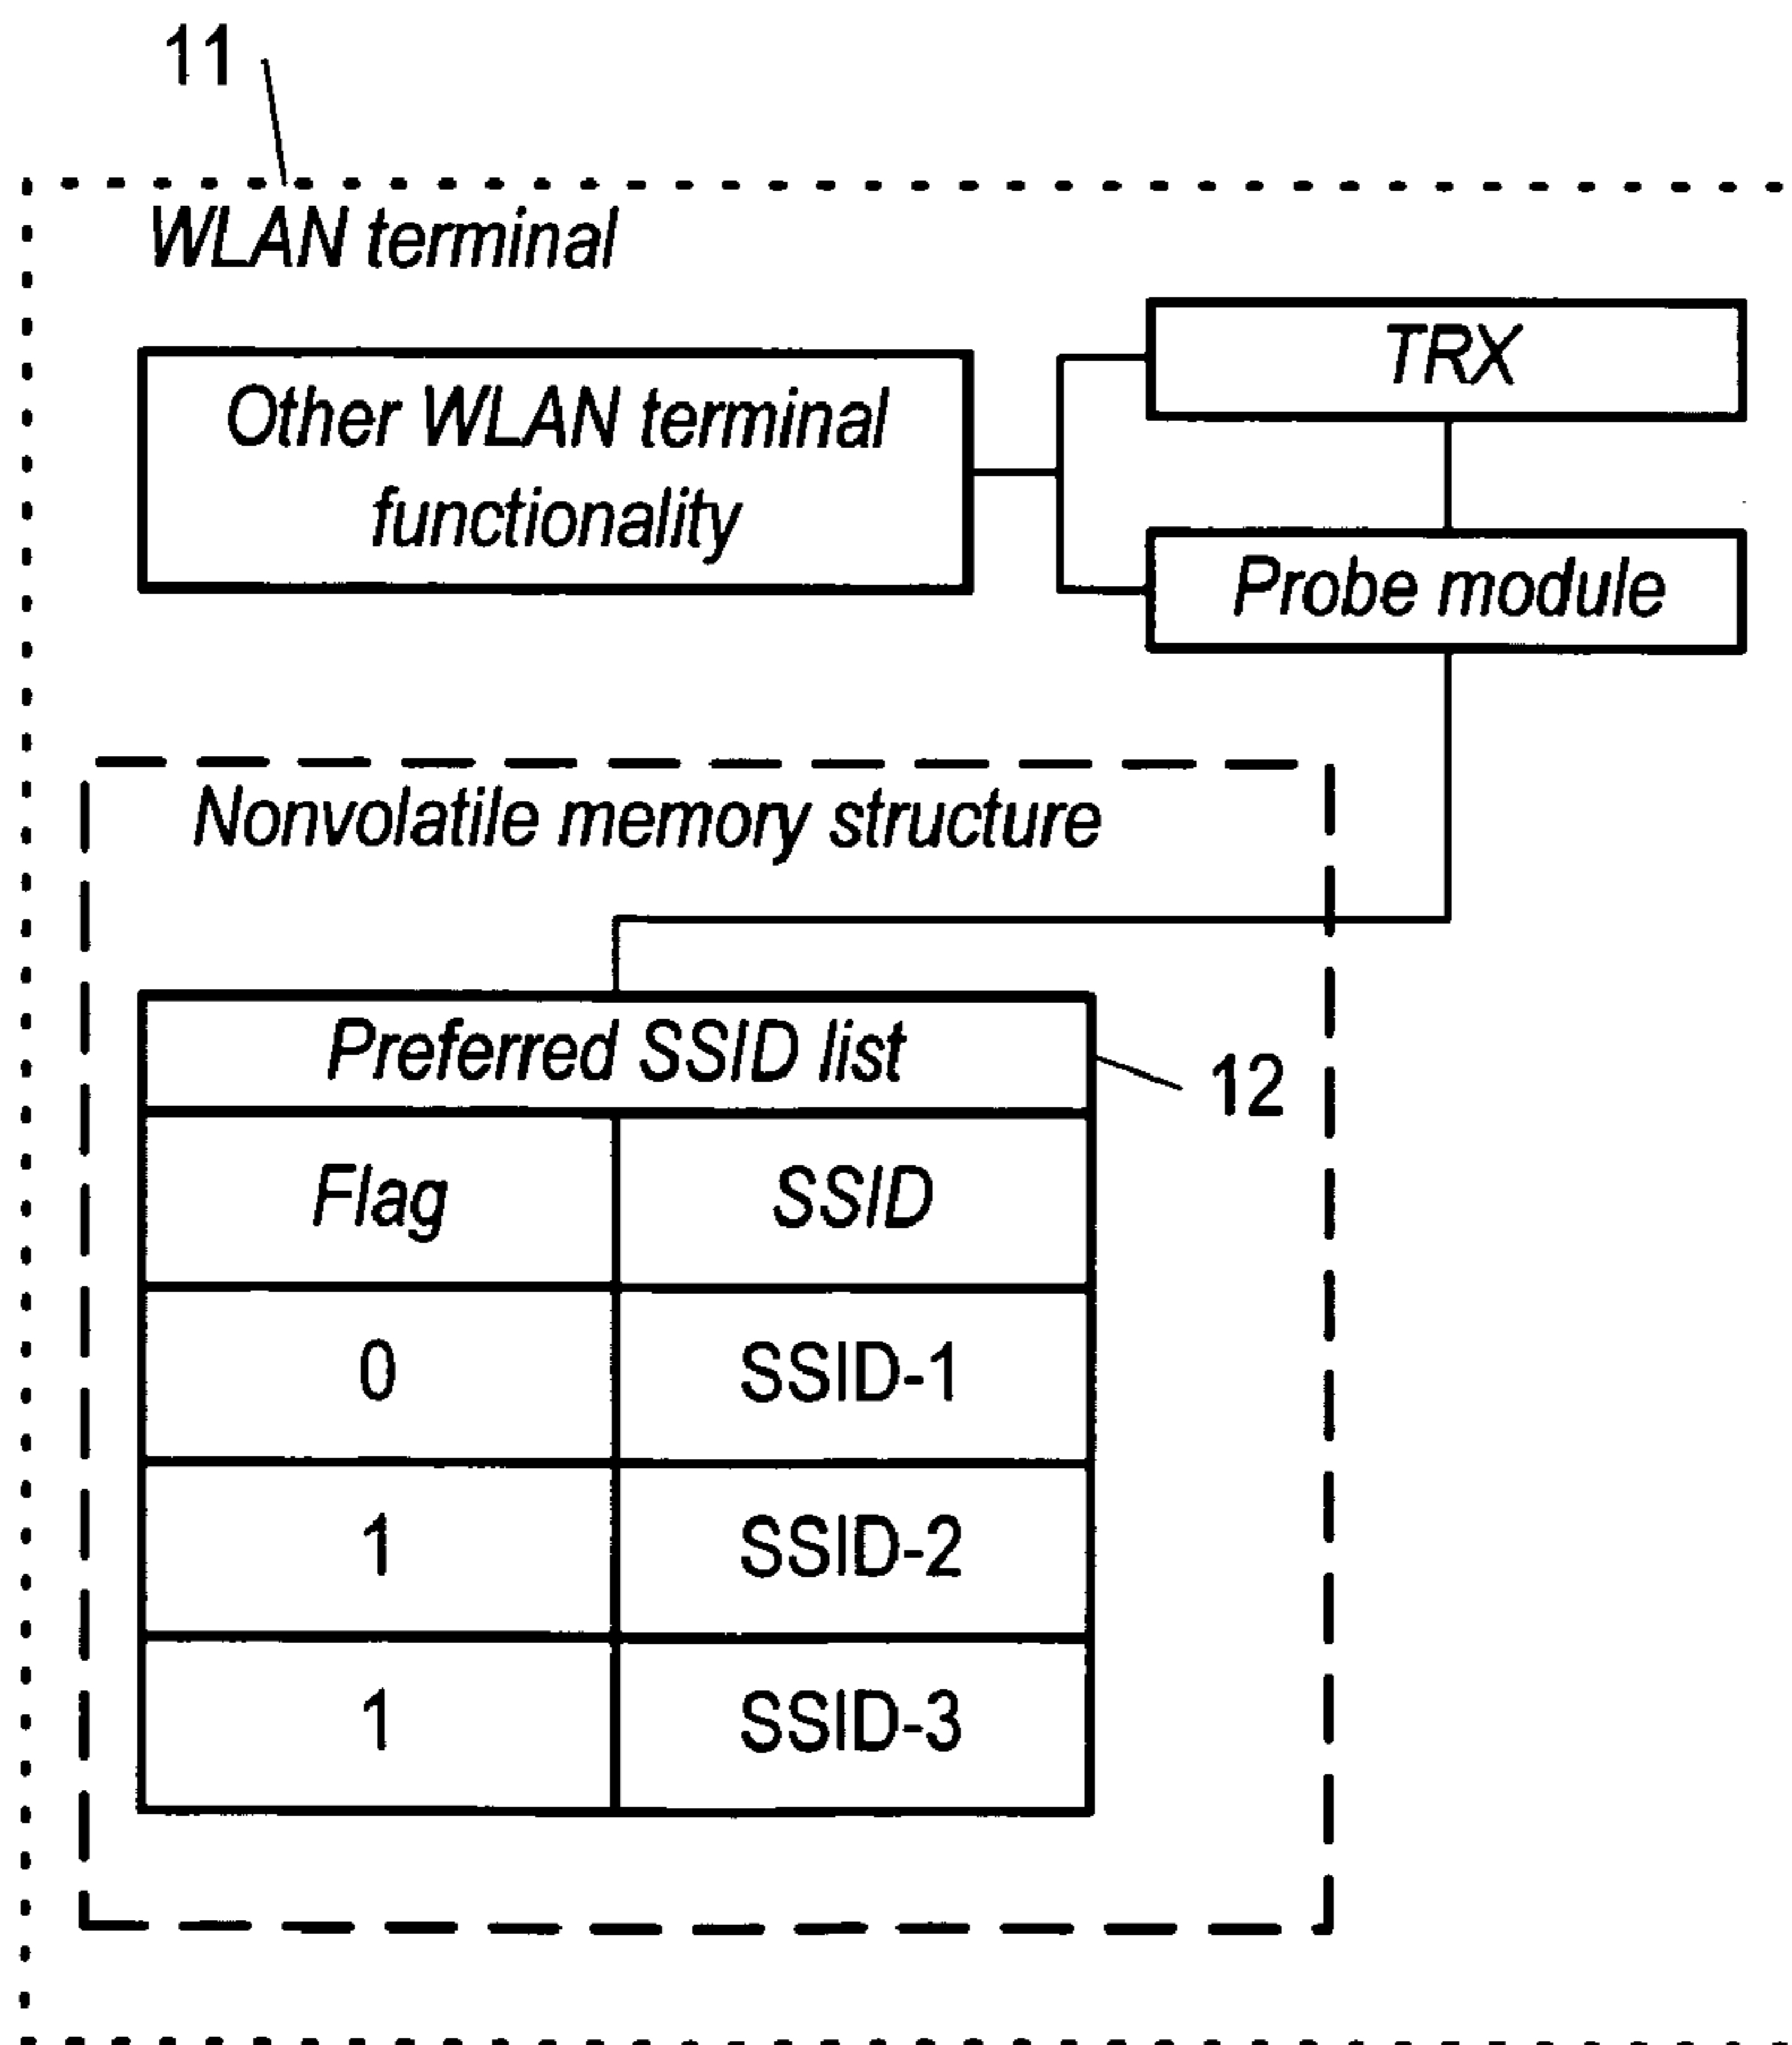 11
WLAN terminal
TRX
Other WLAN terminal
functionality
Probe module
Nonvolatile memory structure
Preferred SSID list
12
Flag SSID
0 SSID-1
1 SSID-2
1 SSID-3